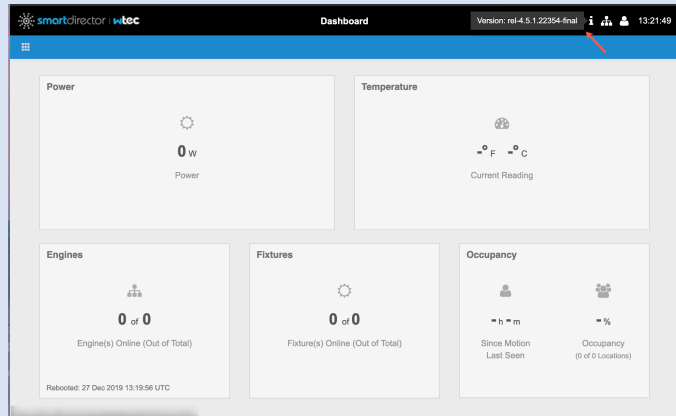 smartdirector wtec
Dashboard
Version: rel-4.5.1.22354-final
13:21:49
Power
0 W
Power
Temperature
-° F -° C
Current Reading
Engines
0 of 0
Engine(s) Online (Out of Total)
Rebooted: 27 Dec 2019 13:19:56 UTC
Fixtures
0 of 0
Fixture(s) Online (Out of Total)
Occupancy
- h - m
Since Motion
Last Seen
- %
Occupancy
(0 of 0 Locations)